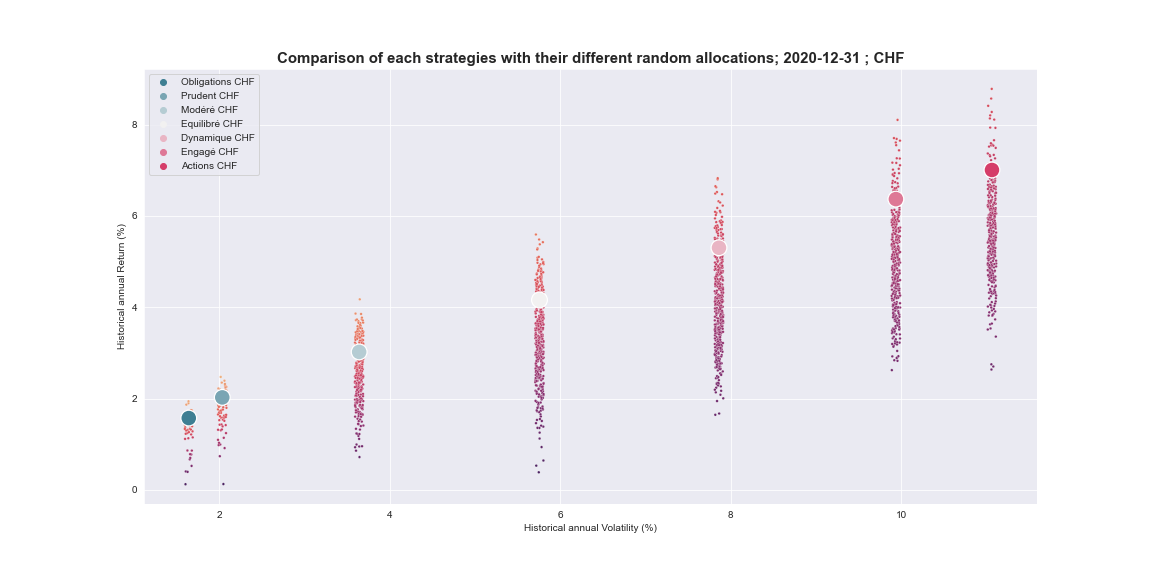 Comparison of each strategies with their different random allocations; 2020-12-31 ; CHF
Obligations CHF
Prudent CHF
Modéré CHF
Equilibré CHF
Dynamique CHF
Engagé CHF
Actions CHF
Historical annual Return (%)
8
6
4
2
0
2 4 6 8 10
Historical annual Volatility (%)